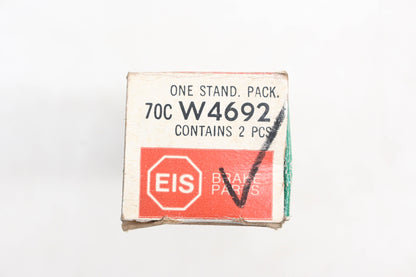 ONE STAND. PACK.
70C W4692
CONTAINS 2 PCS
EIS
BRAKE
PARTS